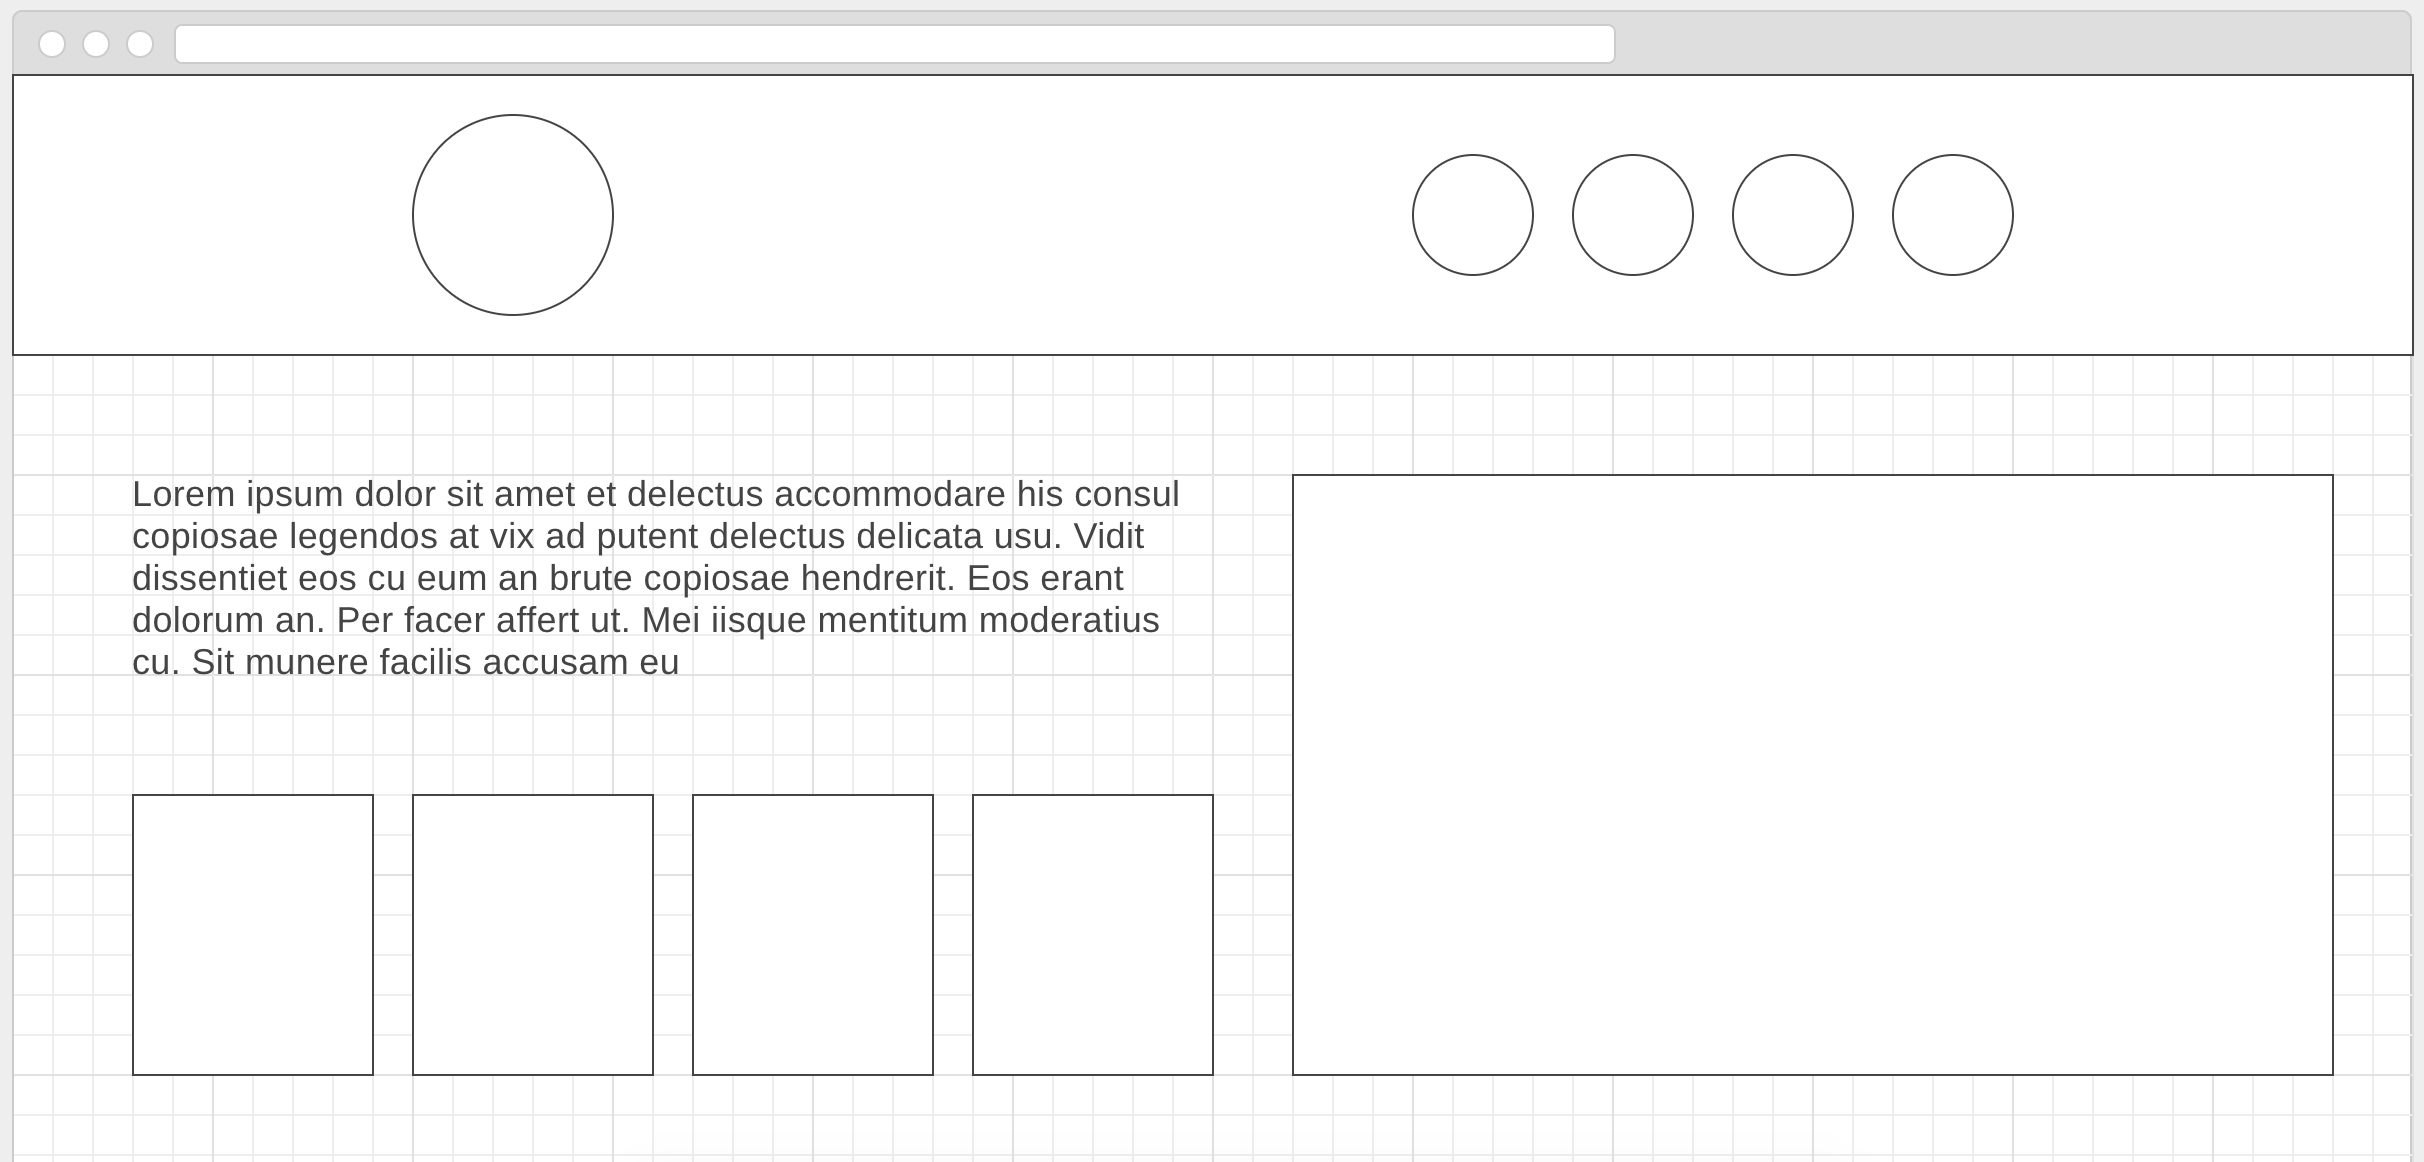 Lorem ipsum dolor sit amet et delectus accommodare his consul
copiosae legendos at vix ad putent delectus delicata usu. Vidit
dissentiet eos cu eum an brute copiosae hendrerit. Eos erant
dolorum an. Per facer affert ut. Mei iisque mentitum moderatius
cu. Sit munere facilis accusam eu